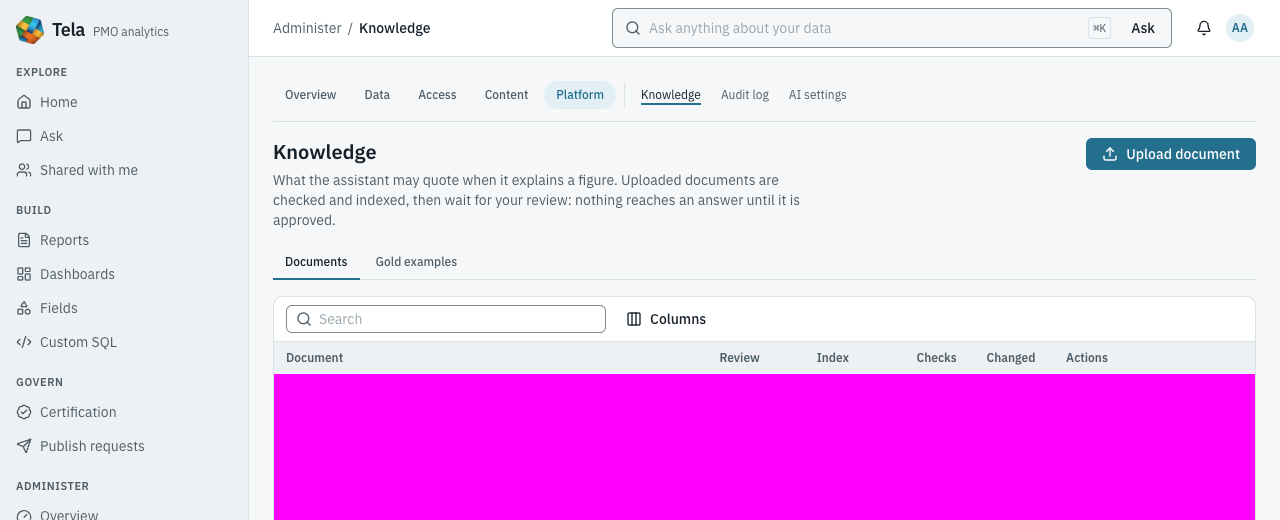 Tela PMO analytics
EXPLORE
Home
Ask
Shared with me
BUILD
Reports
Dashboards
Fields
Custom SQL
GOVERN
Certification
Publish requests
ADMINISTER
Overview
Administer / Knowledge
Ask anything about your data ⌘K Ask
AA
Overview Data Access Content Platform Knowledge Audit log AI settings
Knowledge
Upload document
What the assistant may quote when it explains a figure. Uploaded documents are
checked and indexed, then wait for your review: nothing reaches an answer until it is
approved.
Documents Gold examples
Search Columns
Document Review Index Checks Changed Actions